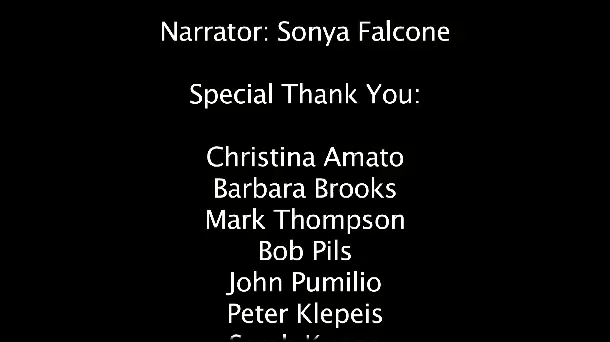 Narrator: Sonya Falcone
Special Thank You:
Christina Amato
Barbara Brooks
Mark Thompson
Bob Pils
John Pumilio
Peter Klepeis